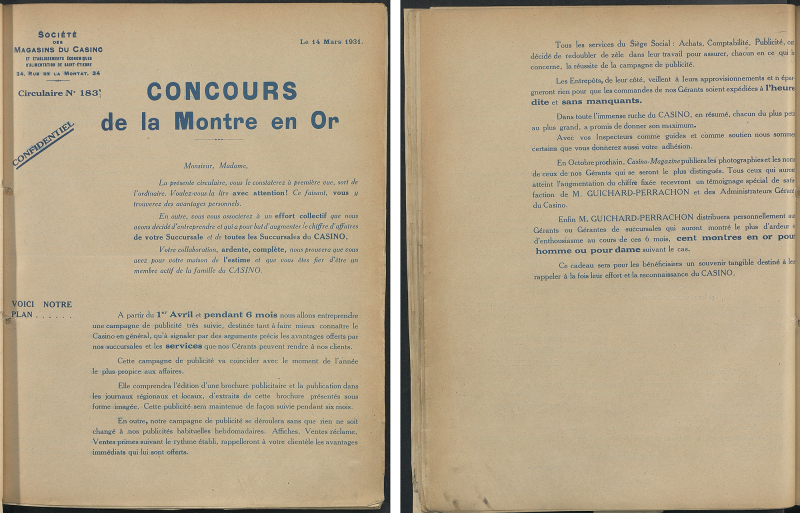 SOCIÉTÉ
DES
MAGASINS DU CASINO
ET ÉTABLISSEMENTS ÉCONOMIQUES
D'ALIMENTATION DE SAINT-ÉTIENNE
24, RUE DE LA MONTAT, 24
Circulaire N° 183
CONFIDENTIEL
Le 14 Mars 1931.
CONCOURS
de la Montre en Or
Monsieur, Madame,
La présente circulaire, vous le constaterez à première vue, sort de
l'ordinaire. Voulez-vous la lire avec attention! Ce faisant, vous y
trouverez des avantages personnels.
En outre, vous vous associerez à un effort collectif que nous
avons décidé d'entreprendre et qui a pour but d'augmenter le chiffre d'affaires
de votre Succursale et de toutes les Succursales du CASINO.
Votre collaboration, ardente, complète, nous prouvera que vous
avez pour votre maison de l'estime et que vous êtes fier d'être un
membre actif de la famille du CASINO.
VOICI NOTRE
PLAN . . . . . .
A partir du 1er Avril et pendant 6 mois nous allons entreprendre
une campagne de publicité très suivie, destinée tant à faire mieux connaître le
Casino en général, qu'à signaler par des arguments précis les avantages offerts par
nos succursales et les services que nos Gérants peuvent rendre à nos clients.
Cette campagne de publicité va coïncider avec le moment de l'année
le plus propice aux affaires.
Elle comprendra l'édition d'une brochure publicitaire et la publication dans
les journaux régionaux et locaux, d'extraits de cette brochure présentés sous
forme imagée. Cette publicité sera maintenue de façon suivie pendant six mois.
En outre, notre campagne de publicité se déroulera sans que rien ne soit
changé à nos publicités habituelles hebdomadaires. Affiches, Ventes réclame,
Ventes primes suivant le rythme établi, rappelleront à votre clientèle les avantages
immédiats qui lui sont offerts.
Tous les services du Siège Social : Achats, Comptabilité, Publicité, on
décidé de redoubler de zèle dans leur travail pour assurer, chacun en ce qui l
concerne, la réussite de la campagne de publicité.
Les Entrepôts, de leur côté, veillent à leurs approvisionnements et n'épar
gneront rien pour que les commandes de nos Gérants soient expédiées à l'heure
dite et sans manquants.
Dans toute l'immense ruche du CASINO, en résumé, chacun du plus pet
au plus grand, a promis de donner son maximum.
Avec vos Inspecteurs comme guides et comme soutien nous somme
certains que vous donnerez aussi votre adhésion.
En Octobre prochain, Casino-Magazine publiera les photographies et les noms
de ceux de nos Gérants qui se seront le plus distingués. Tous ceux qui auron
atteint l'augmentation du chiffre fixée recevront un témoignage spécial de satis
faction de M. GUICHARD-PERRACHON et des Administrateurs Gérant
du Casino.
Enfin M. GUICHARD-PERRACHON distribuera personnellement au
Gérants ou Gérantes de succursales qui auront montré le plus d'ardeur e
d'enthousiasme au cours de ces 6 mois, cent montres en or pour
homme ou pour dame suivant le cas.
Ce cadeau sera pour les bénéficiaires un souvenir tangible destiné à les
rappeler à la fois leur effort et la reconnaissance du CASINO.